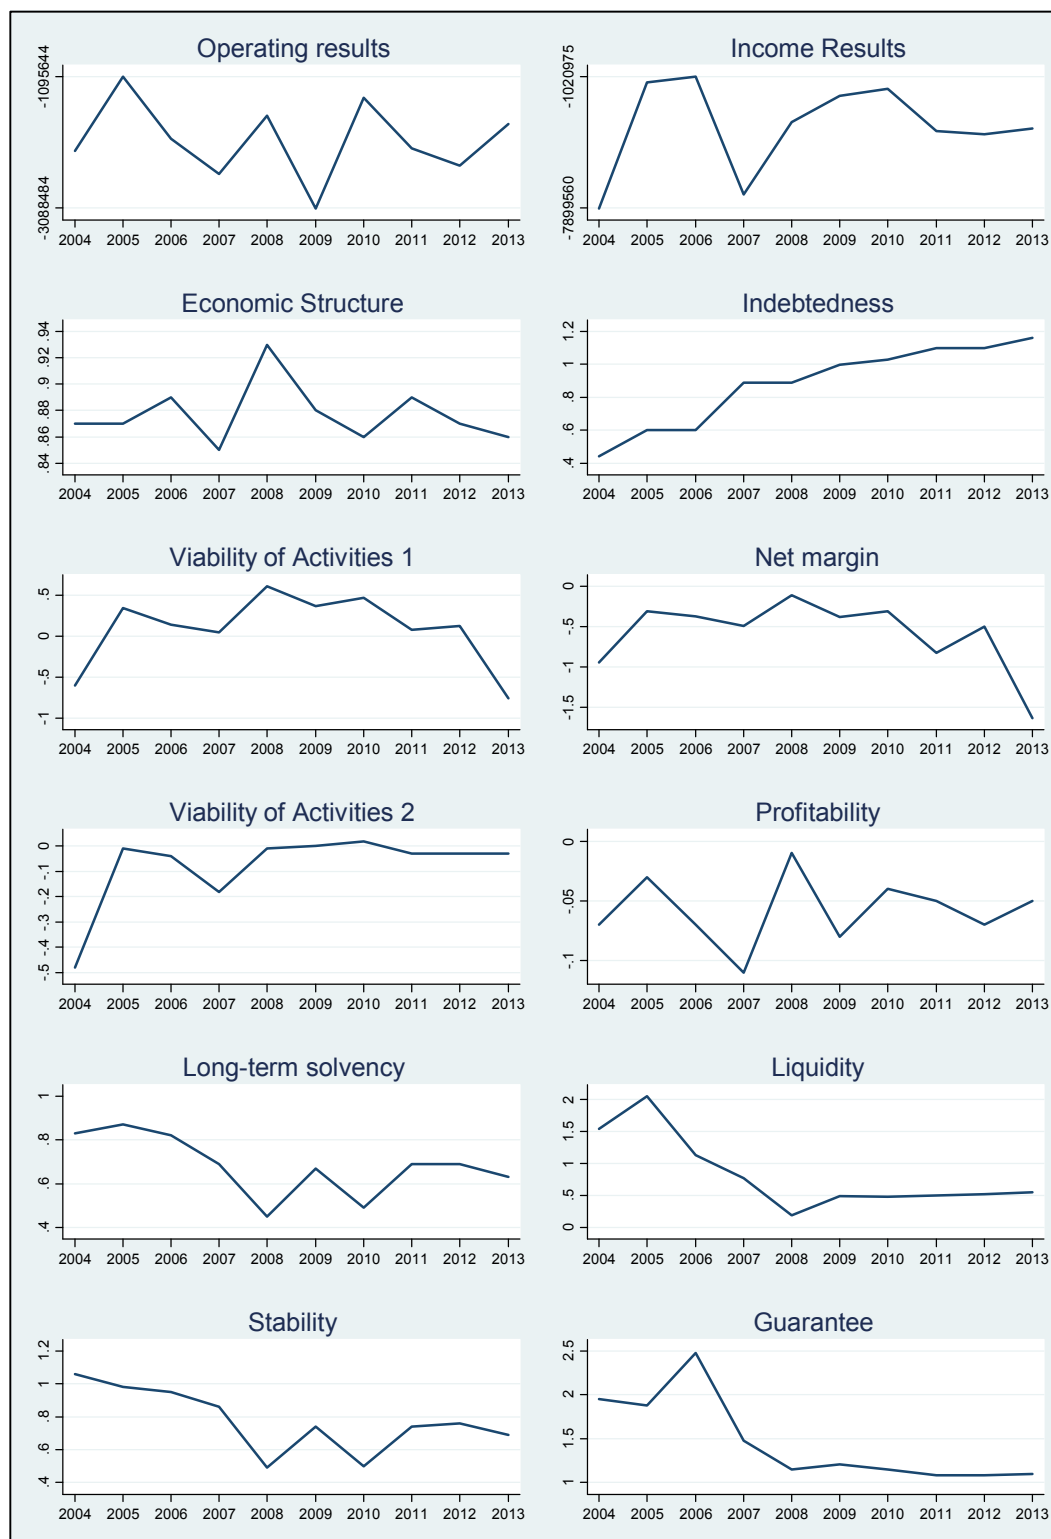 Operating results
-1095644
-3088484
2004 2005 2006 2007 2008 2009 2010 2011 2012 2013
Income Results
-1020975
-7899560
2004 2005 2006 2007 2008 2009 2010 2011 2012 2013
Economic Structure
.94
.92
.9
.88
.86
.84
2004 2005 2006 2007 2008 2009 2010 2011 2012 2013
Indebtedness
1.2
1
.8
.6
.4
2004 2005 2006 2007 2008 2009 2010 2011 2012 2013
Viability of Activities 1
.5
0
-.5
-1
2004 2005 2006 2007 2008 2009 2010 2011 2012 2013
Net margin
0
-.5
-1
-1.5
2004 2005 2006 2007 2008 2009 2010 2011 2012 2013
Viability of Activities 2
0
-.1
-.2
-.3
-.4
-.5
2004 2005 2006 2007 2008 2009 2010 2011 2012 2013
Profitability
0
-.05
-.1
2004 2005 2006 2007 2008 2009 2010 2011 2012 2013
Long-term solvency
1
.8
.6
.4
2004 2005 2006 2007 2008 2009 2010 2011 2012 2013
Liquidity
2
1.5
1
.5
0
2004 2005 2006 2007 2008 2009 2010 2011 2012 2013
Stability
1.2
1
.8
.6
.4
2004 2005 2006 2007 2008 2009 2010 2011 2012 2013
Guarantee
2.5
2
1.5
1
2004 2005 2006 2007 2008 2009 2010 2011 2012 2013